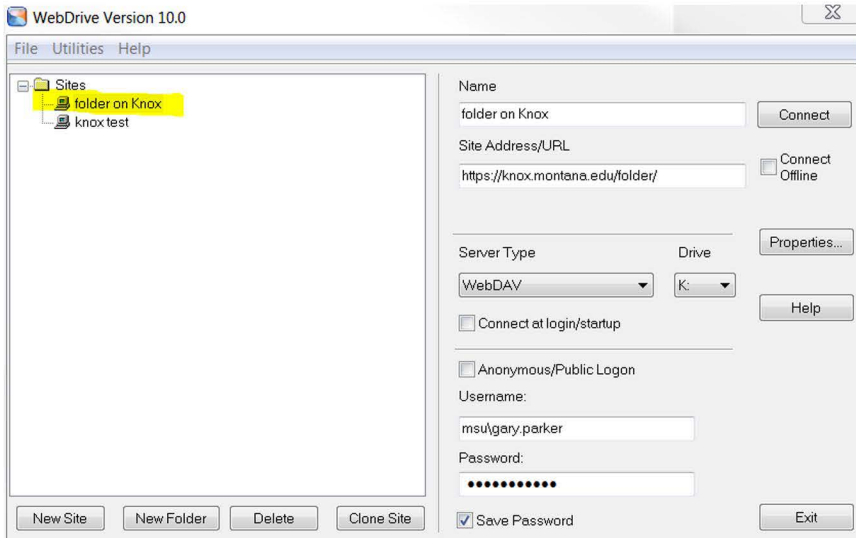 WebDrive Version 10.0
File Utilities Help
Sites
folder on Knox
knox test
Name
folder on Knox
Connect
Site Address/URL
https://knox.montana.edu/folder/
Connect
Offline
Server Type
Drive
Properties...
WebDAV
K:
Connect at login/startup
Help
Anonymous/Public Logon
Username:
msu\gary.parker
Password:
•••••••••••
Save Password
New Site
New Folder
Delete
Clone Site
Exit